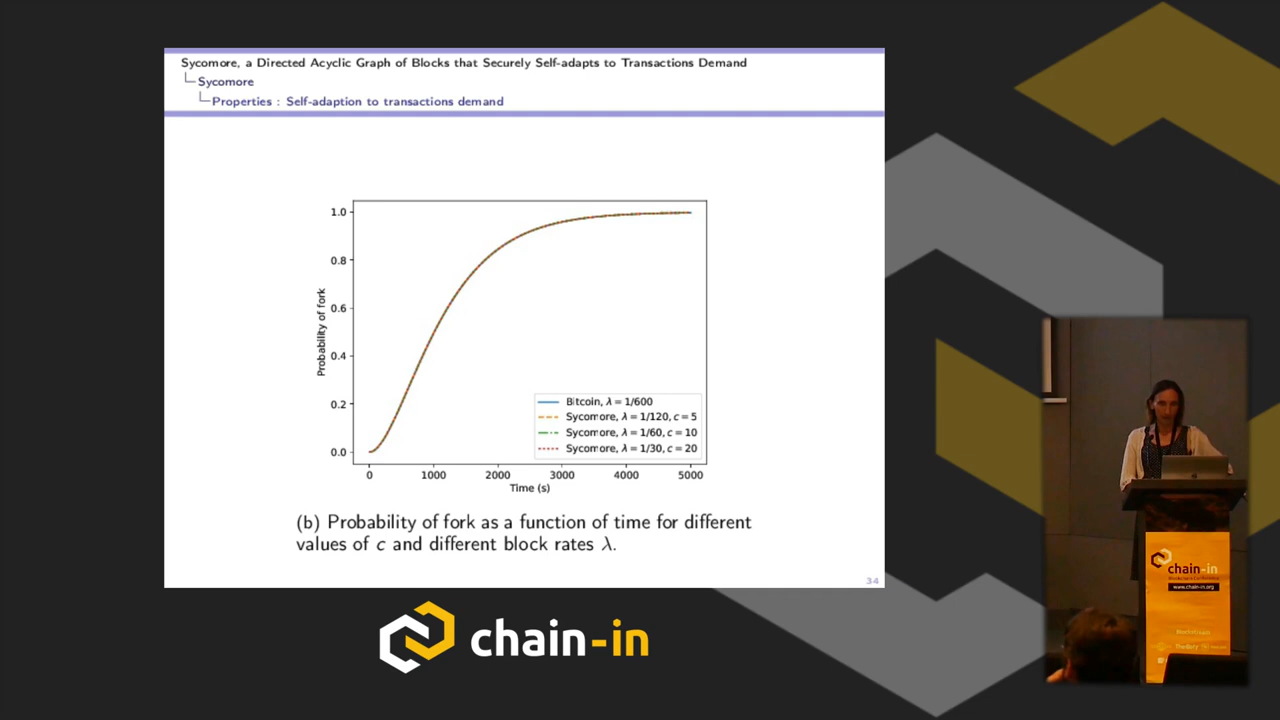 Sycomore, a Directed Acyclic Graph of Blocks that Securely Self-adapts to Transactions Demand
Sycomore
Properties : Self-adaption to transactions demand
1.0
0.8
0.6
0.4
0.2
0.0
Probability of fork
0 1000 2000 3000 4000 5000
Time (s)
Bitcoin, λ = 1/600
Sycomore, λ = 1/120, c = 5
Sycomore, λ = 1/60, c = 10
Sycomore, λ = 1/30, c = 20
(b) Probability of fork as a function of time for different
values of c and different block rates λ.
34
chain-in
chain-in
www.chain-in.org